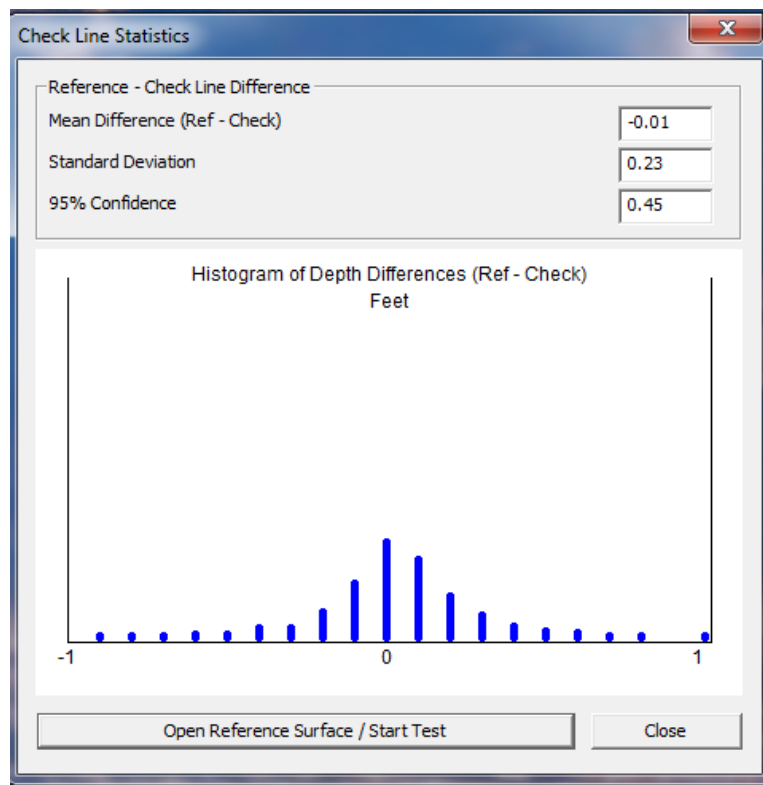 Check Line Statistics
Reference - Check Line Difference
Mean Difference (Ref - Check) -0.01
Standard Deviation 0.23
95% Confidence 0.45
Histogram of Depth Differences (Ref - Check)
Feet
-1 0 1
Open Reference Surface / Start Test Close